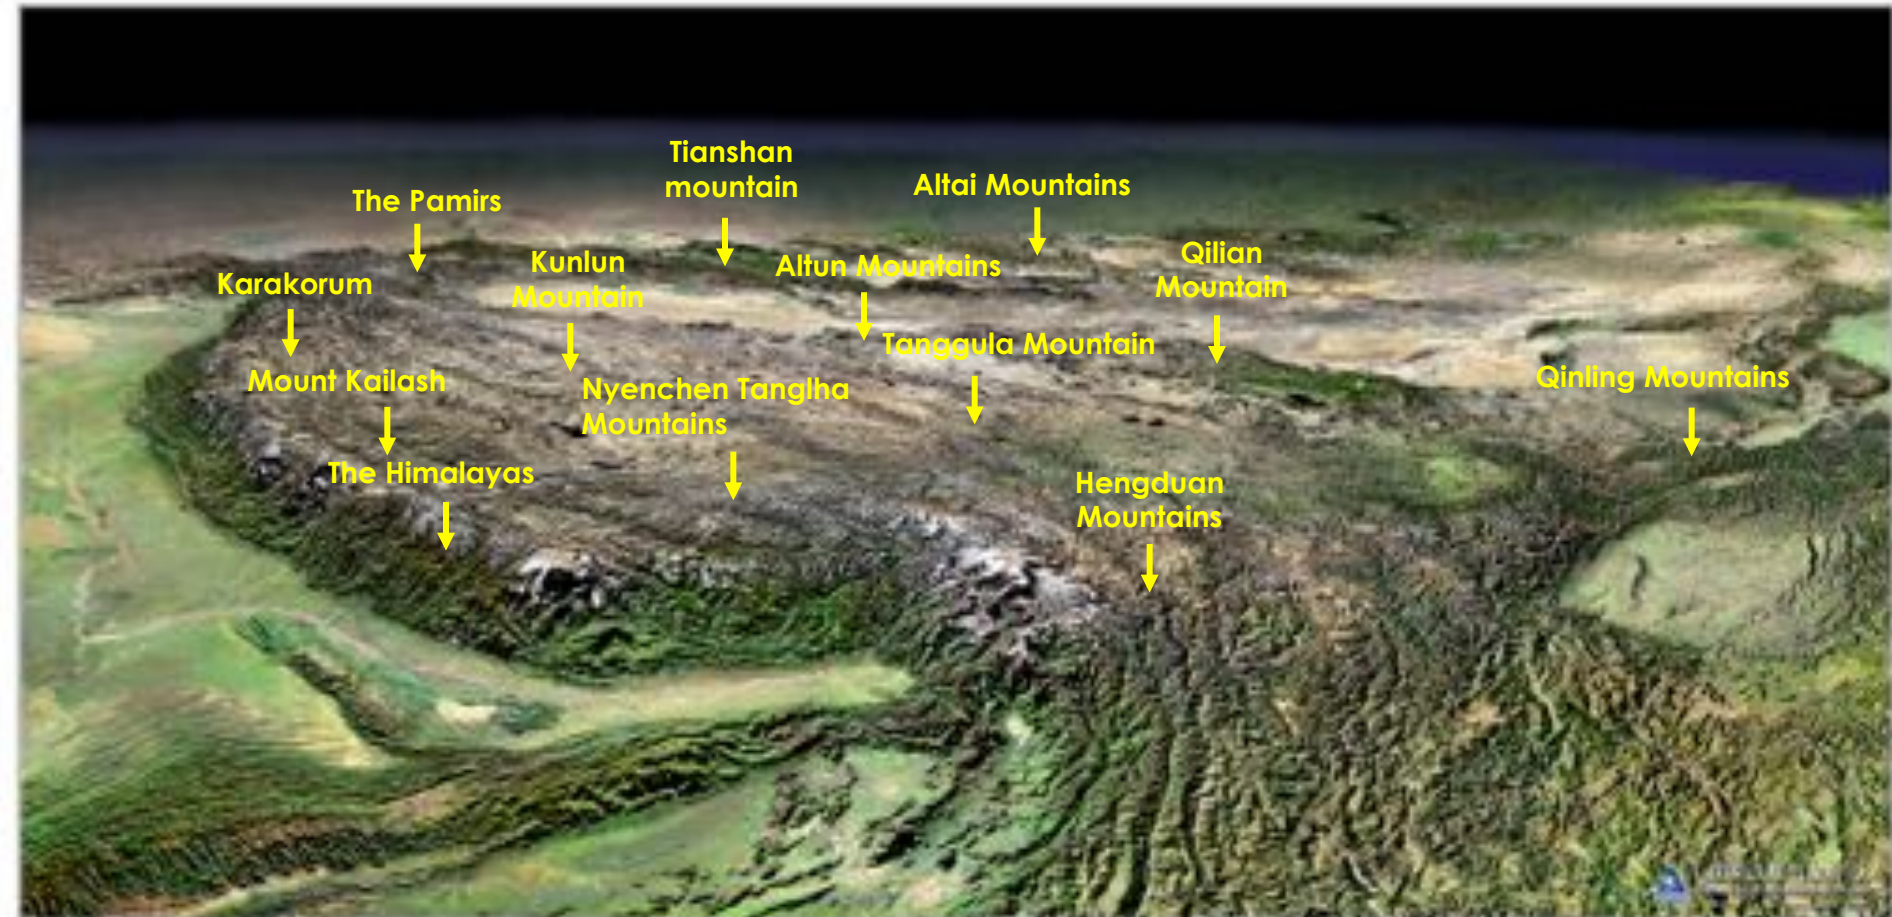 Tianshan
mountain
Altai Mountains
The Pamirs
Kunlun
Mountain
Altun Mountains
Qilian
Mountain
Karakorum
Tanggula Mountain
Mount Kailash
Nyenchen Tanglha
Mountains
Qinling Mountains
The Himalayas
Hengduan
Mountains